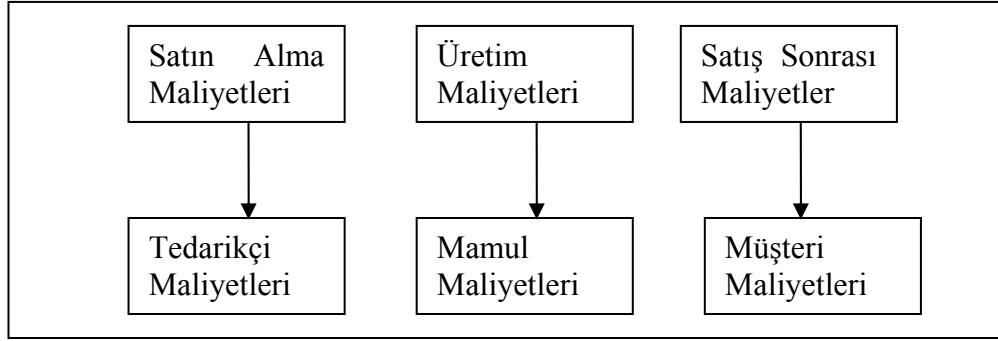 Satın Alma
Maliyetleri
Üretim
Maliyetleri
Satış Sonrası
Maliyetler
Tedarikçi
Maliyetleri
Mamul
Maliyetleri
Müşteri
Maliyetleri